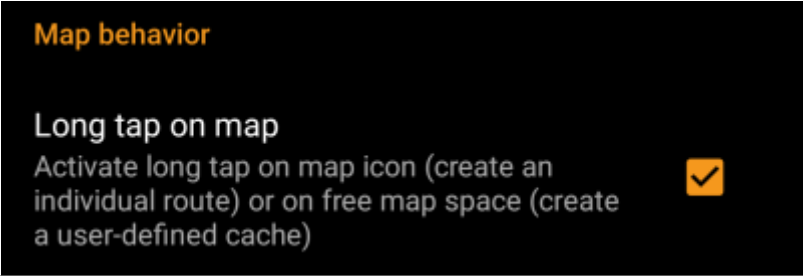 Map behavior
Long tap on map
Activate long tap on map icon (create an
individual route) or on free map space (create
a user-defined cache)